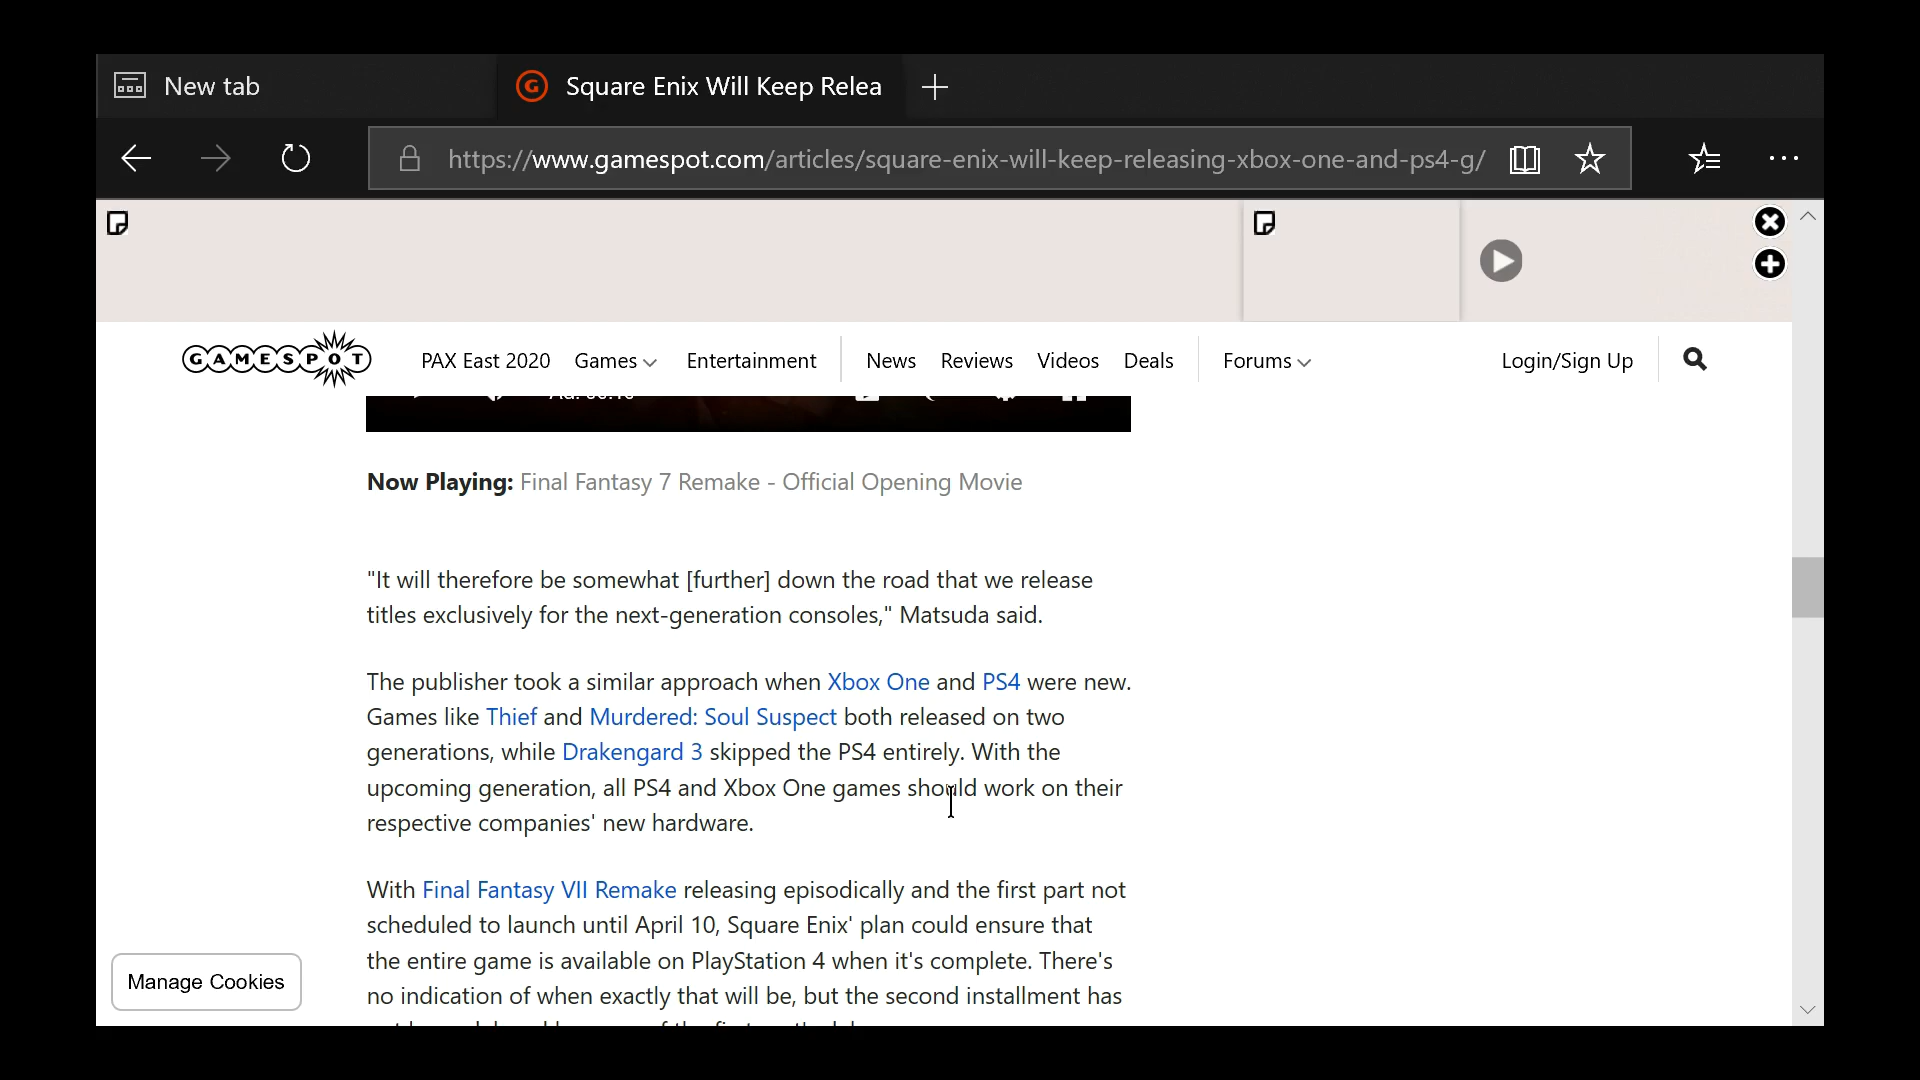 New tab
Square Enix Will Keep Relea
https://www.gamespot.com/articles/square-enix-will-keep-releasing-xbox-one-and-ps4-g/
GAMESPOT
PAX East 2020 Games Entertainment News Reviews Videos Deals Forums Login/Sign Up
Now Playing: Final Fantasy 7 Remake - Official Opening Movie
"It will therefore be somewhat [further] down the road that we release
titles exclusively for the next-generation consoles," Matsuda said.
The publisher took a similar approach when Xbox One and PS4 were new.
Games like Thief and Murdered: Soul Suspect both released on two
generations, while Drakengard 3 skipped the PS4 entirely. With the
upcoming generation, all PS4 and Xbox One games should work on their
respective companies' new hardware.
With Final Fantasy VII Remake releasing episodically and the first part not
scheduled to launch until April 10, Square Enix' plan could ensure that
the entire game is available on PlayStation 4 when it's complete. There's
no indication of when exactly that will be, but the second installment has
Manage Cookies